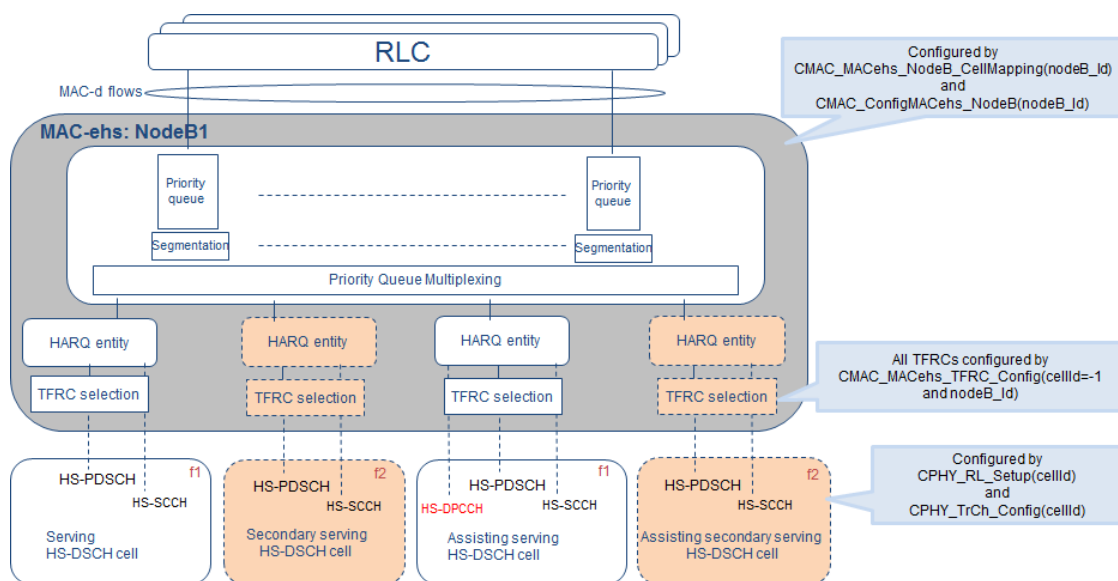 RLC
MAC-d flows
Configured by
CMAC_MACehs_NodeB_CellMapping(nodeB_Id)
and
CMAC_ConfigMACehs_NodeB(nodeB_Id)
MAC-ehs: NodeB1
Priority
queue
Priority
queue
Segmentation
Segmentation
Priority Queue Multiplexing
HARQ entity
HARQ entity
HARQ entity
HARQ entity
TFRC selection
TFRC selection
TFRC selection
TFRC selection
All TFRCs configured by
CMAC_MACehs_TFRC_Config(cellId=-1
and nodeB_Id)
f1
HS-PDSCH
HS-SCCH
Serving
HS-DSCH cell
f2
HS-PDSCH
HS-SCCH
Secondary serving
HS-DSCH cell
f1
HS-PDSCH
HS-DPCCH
HS-SCCH
Assisting serving
HS-DSCH cell
f2
HS-PDSCH
HS-SCCH
Assisting secondary serving
HS-DSCH cell
Configured by
CPHY_RL_Setup(cellId)
and
CPHY_TrCh_Config(cellId)